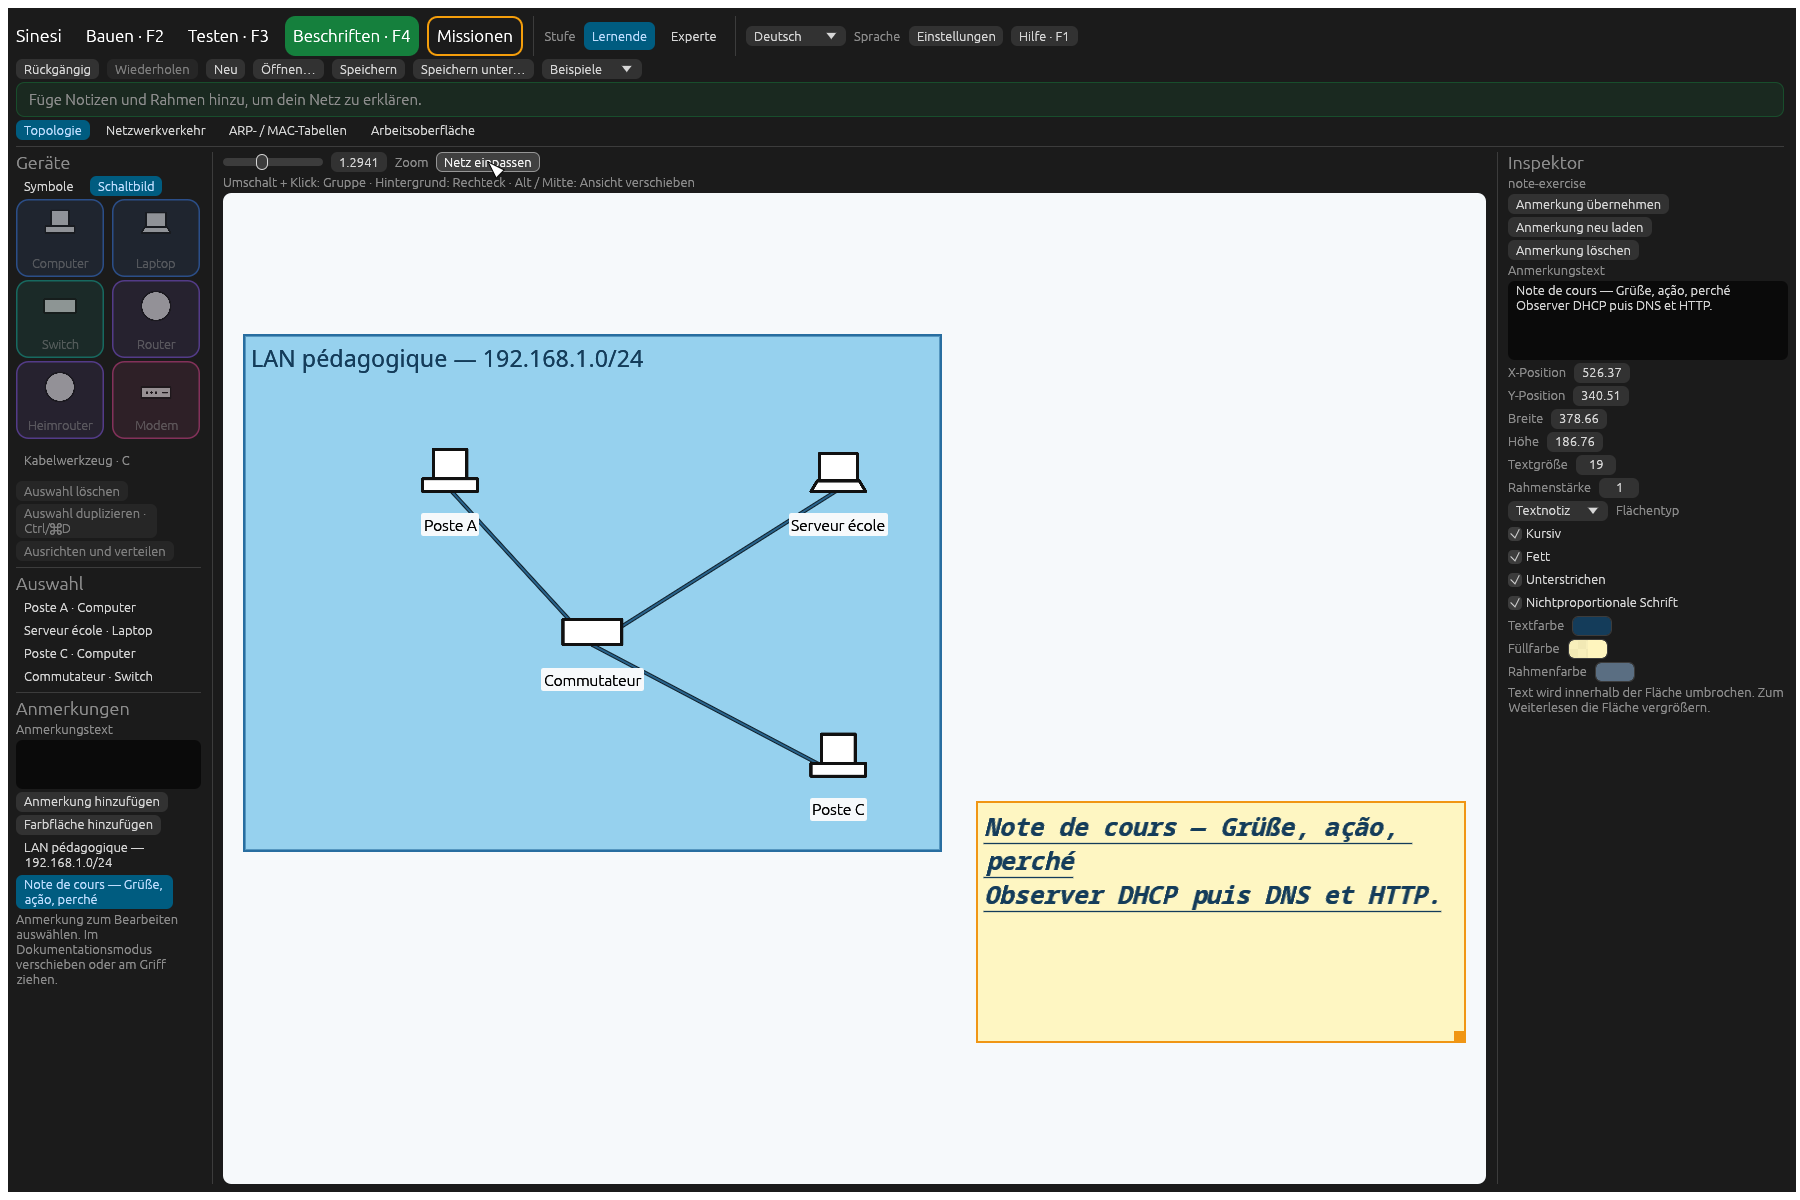 Sinesi Bauen · F2 Testen · F3 Beschriften · F4 Missionen Stufe Lernende Experte Deutsch Sprache Einstellungen Hilfe · F1
Rückgängig Wiederholen Neu Öffnen... Speichern Speichern unter... Beispiele
Füge Notizen und Rahmen hinzu, um dein Netz zu erklären.
Topologie Netzwerkverkehr ARP- / MAC-Tabellen Arbeitsoberfläche
Geräte
Symbole Schaltbild
Computer Laptop
Switch Router
Heimrouter Modem
Kabelwerkzeug · C
Auswahl löschen
Auswahl duplizieren ·
Ctrl/⌘D
Ausrichten und verteilen
Auswahl
Poste A · Computer
Serveur école · Laptop
Poste C · Computer
Commutateur · Switch
Anmerkungen
Anmerkungstext
Anmerkung hinzufügen
Farbfläche hinzufügen
LAN pédagogique —
192.168.1.0/24
Note de cours — Grüße,
ação, perché
Anmerkung zum Bearbeiten
auswählen. Im
Dokumentationsmodus
verschieben oder am Griff
ziehen.
1.2941 Zoom Netz einpassen
Umschalt + Klick: Gruppe · Hintergrund: Rechteck · Alt / Mitte: Ansicht verschieben
LAN pédagogique — 192.168.1.0/24
Poste A
Serveur école
Commutateur
Poste C
Note de cours — Grüße, ação,
perché
Observer DHCP puis DNS et HTTP.
Inspektor
note-exercise
Anmerkung übernehmen
Anmerkung neu laden
Anmerkung löschen
Anmerkungstext
Note de cours — Grüße, ação, perché
Observer DHCP puis DNS et HTTP.
X-Position 526.37
Y-Position 340.51
Breite 378.66
Höhe 186.76
Textgröße 19
Rahmenstärke 1
Textnotiz Flächentyp
Kursiv
Fett
Unterstrichen
Nichtproportionale Schrift
Textfarbe
Füllfarbe
Rahmenfarbe
Text wird innerhalb der Fläche umbrochen. Zum
Weiterlesen die Fläche vergrößern.